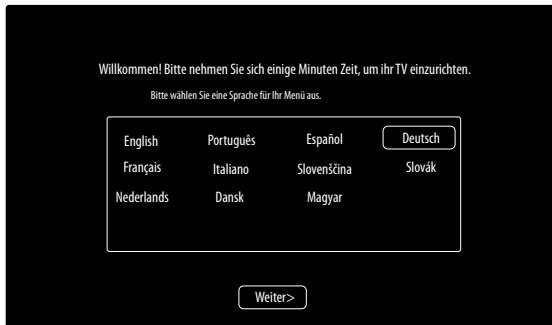 Willkommen! Bitte nehmen Sie sich einige Minuten Zeit, um ihr TV einzurichten.
Bitte wählen Sie eine Sprache für Ihr Menü aus.
English Português Español Deutsch
Français Italiano Slovenščina Slovák
Nederlands Dansk Magyar
Weiter>